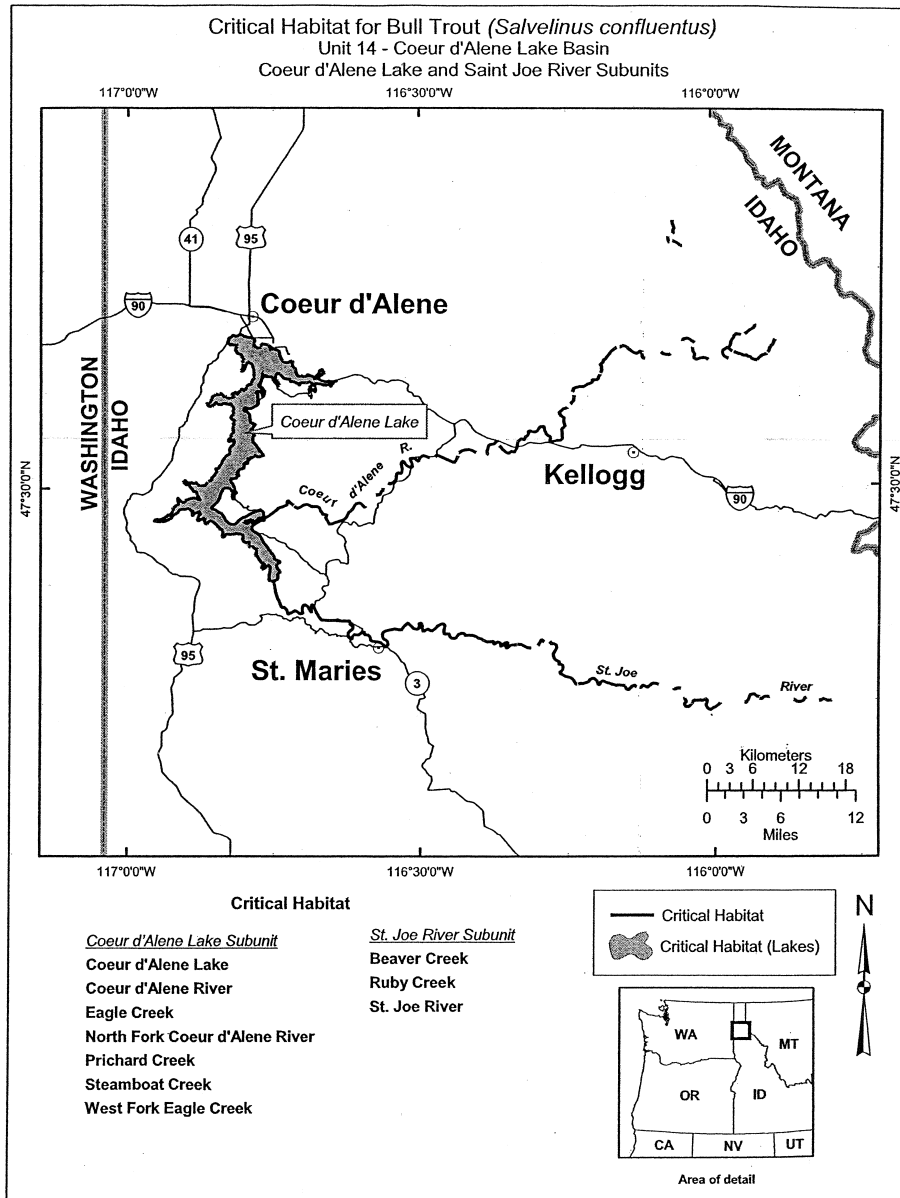 Critical Habitat for Bull Trout (Salvelinus confluentus)
Unit 14 - Coeur d'Alene Lake Basin
Coeur d'Alene Lake and Saint Joe River Subunits
117°0'0"W
116°30'0"W
116°0'0"W
MONTANA
IDAHO
41
95
90
Coeur d'Alene
WASHINGTON
IDAHO
Coeur d'Alene Lake
Coeur d'Alene R.
Kellogg
90
47°30'0"N
47°30'0"N
95
St. Maries
3
St. Joe River
Kilometers
0 3 6 12 18
0 3 6 12
Miles
117°0'0"W
116°30'0"W
116°0'0"W
Critical Habitat
Coeur d'Alene Lake Subunit
Coeur d'Alene Lake
Coeur d'Alene River
Eagle Creek
North Fork Coeur d'Alene River
Prichard Creek
Steamboat Creek
West Fork Eagle Creek
St. Joe River Subunit
Beaver Creek
Ruby Creek
St. Joe River
Critical Habitat
Critical Habitat (Lakes)
N
WA
MT
OR
ID
CA
NV
UT
Area of detail